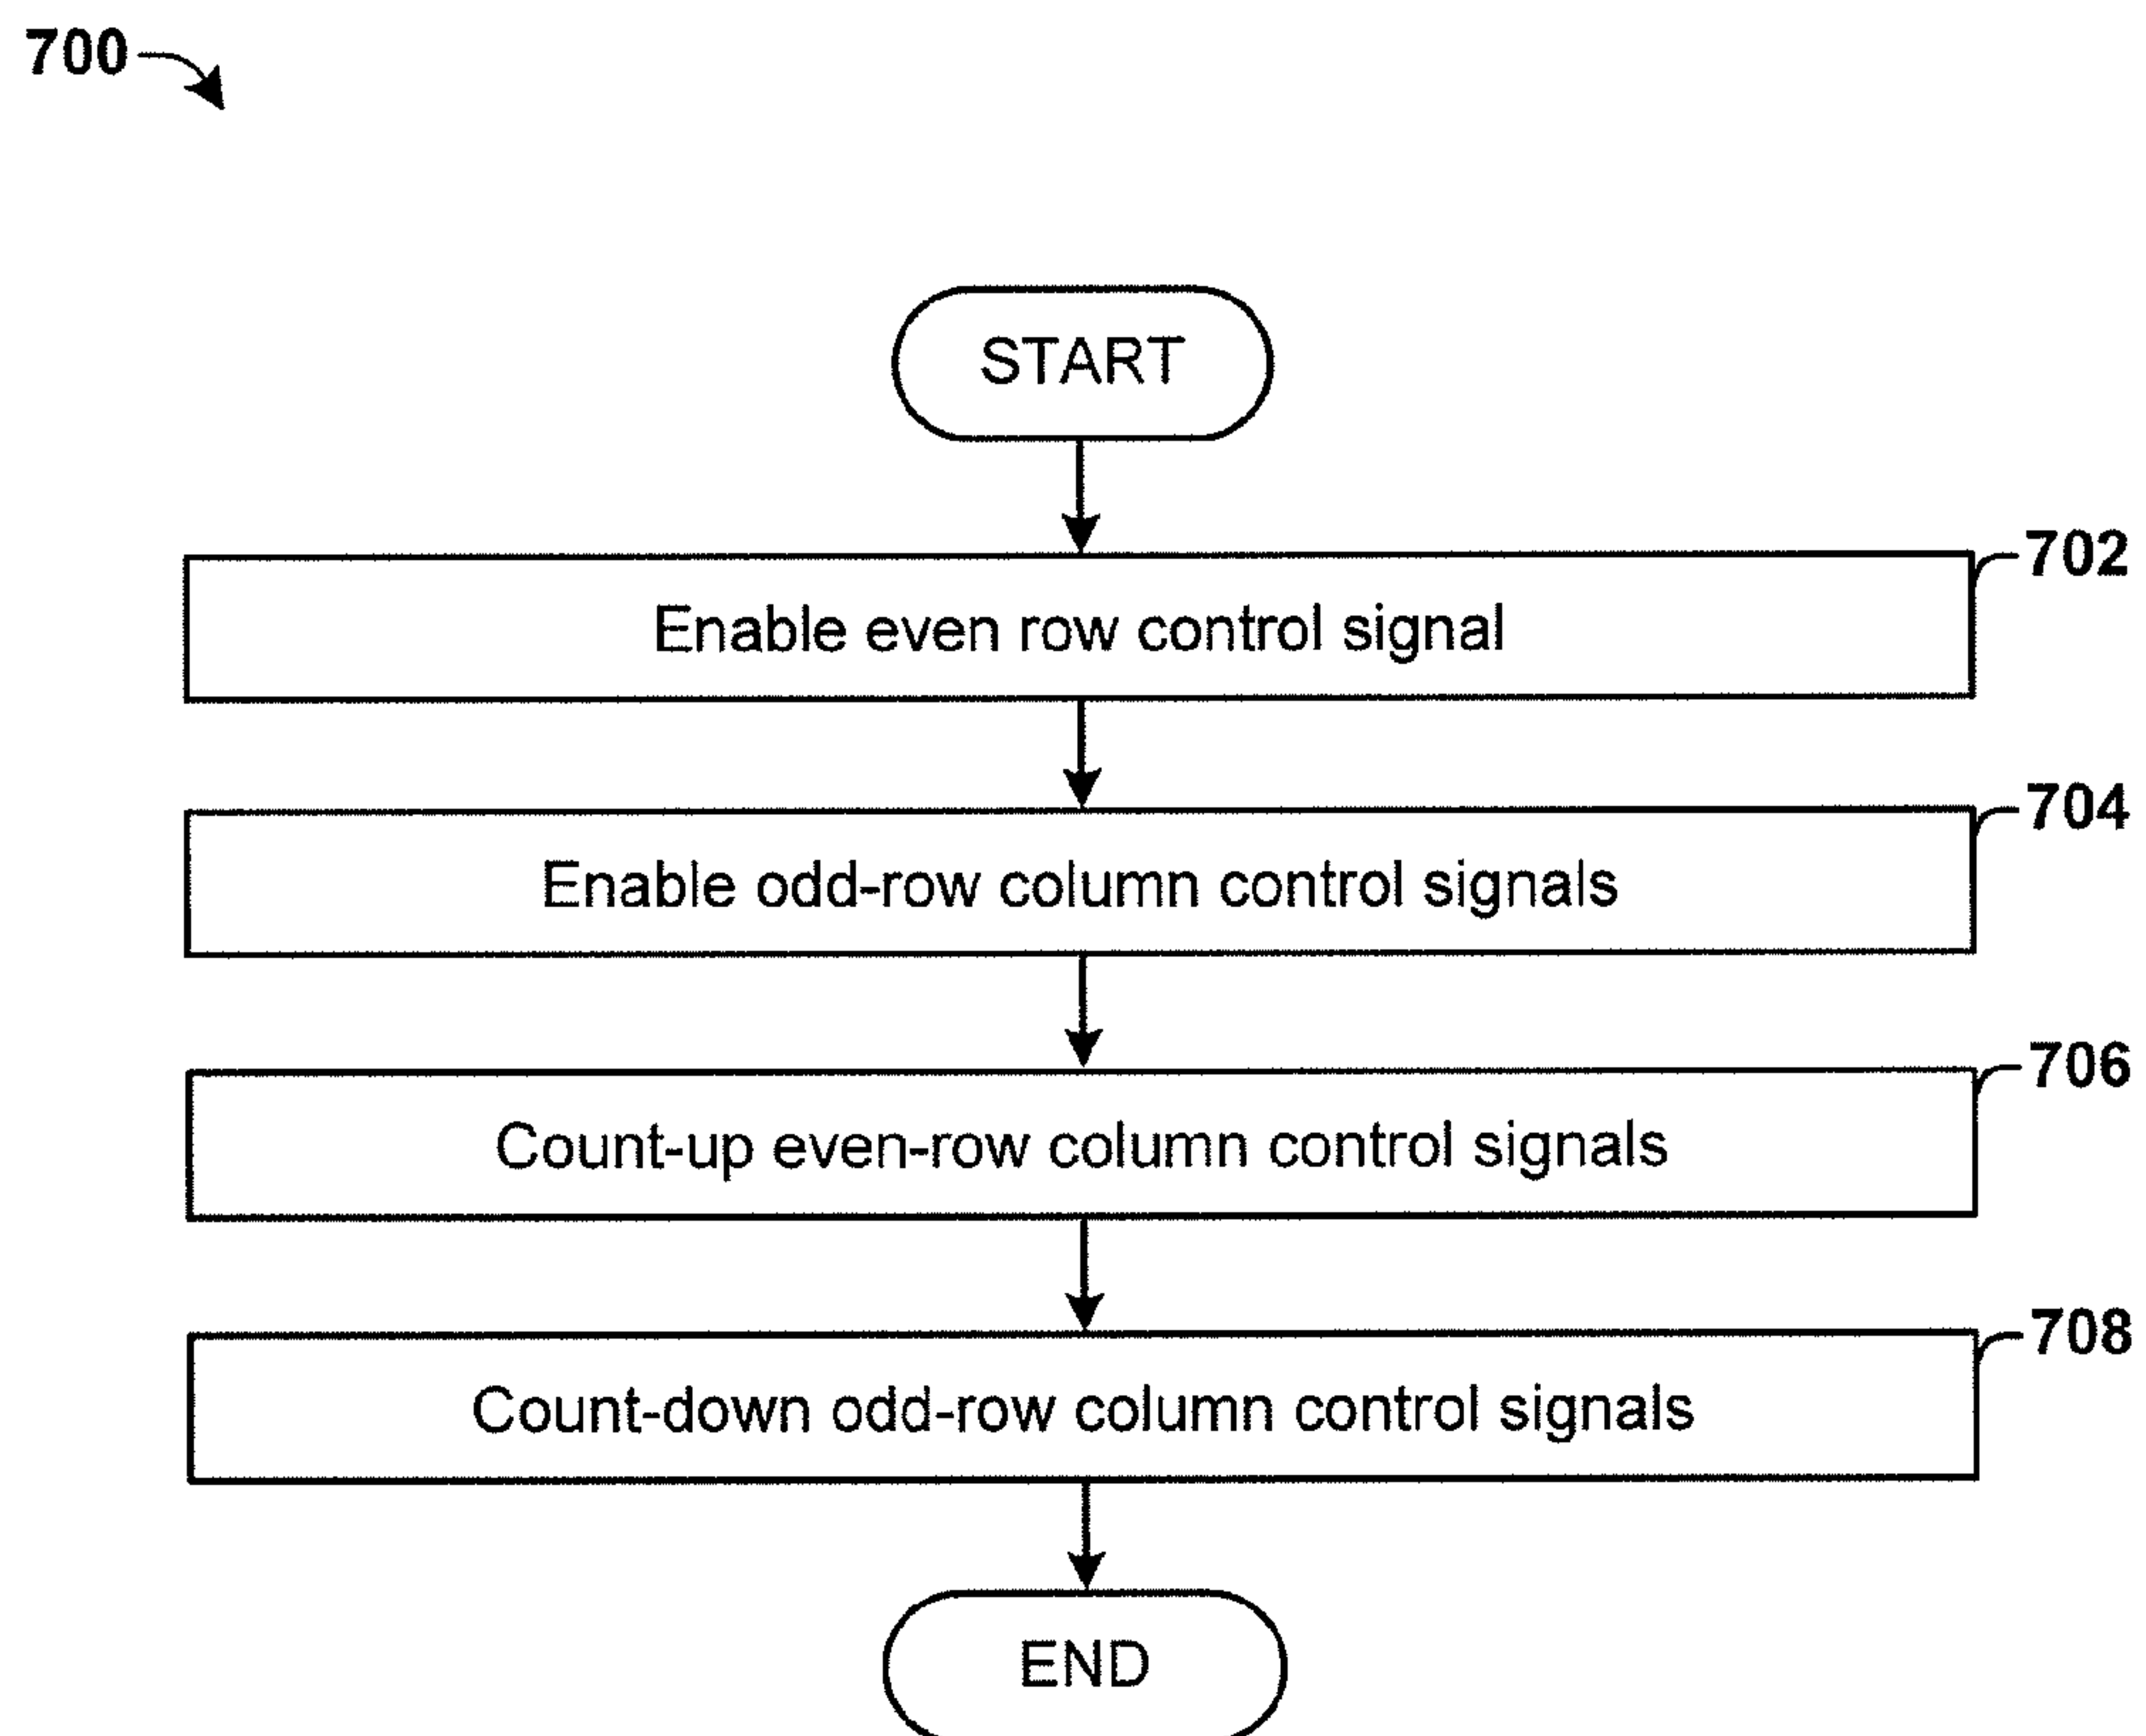 700
START
702
Enable even row control signal
704
Enable odd-row column control signals
706
Count-up even-row column control signals
708
Count-down odd-row column control signals
END